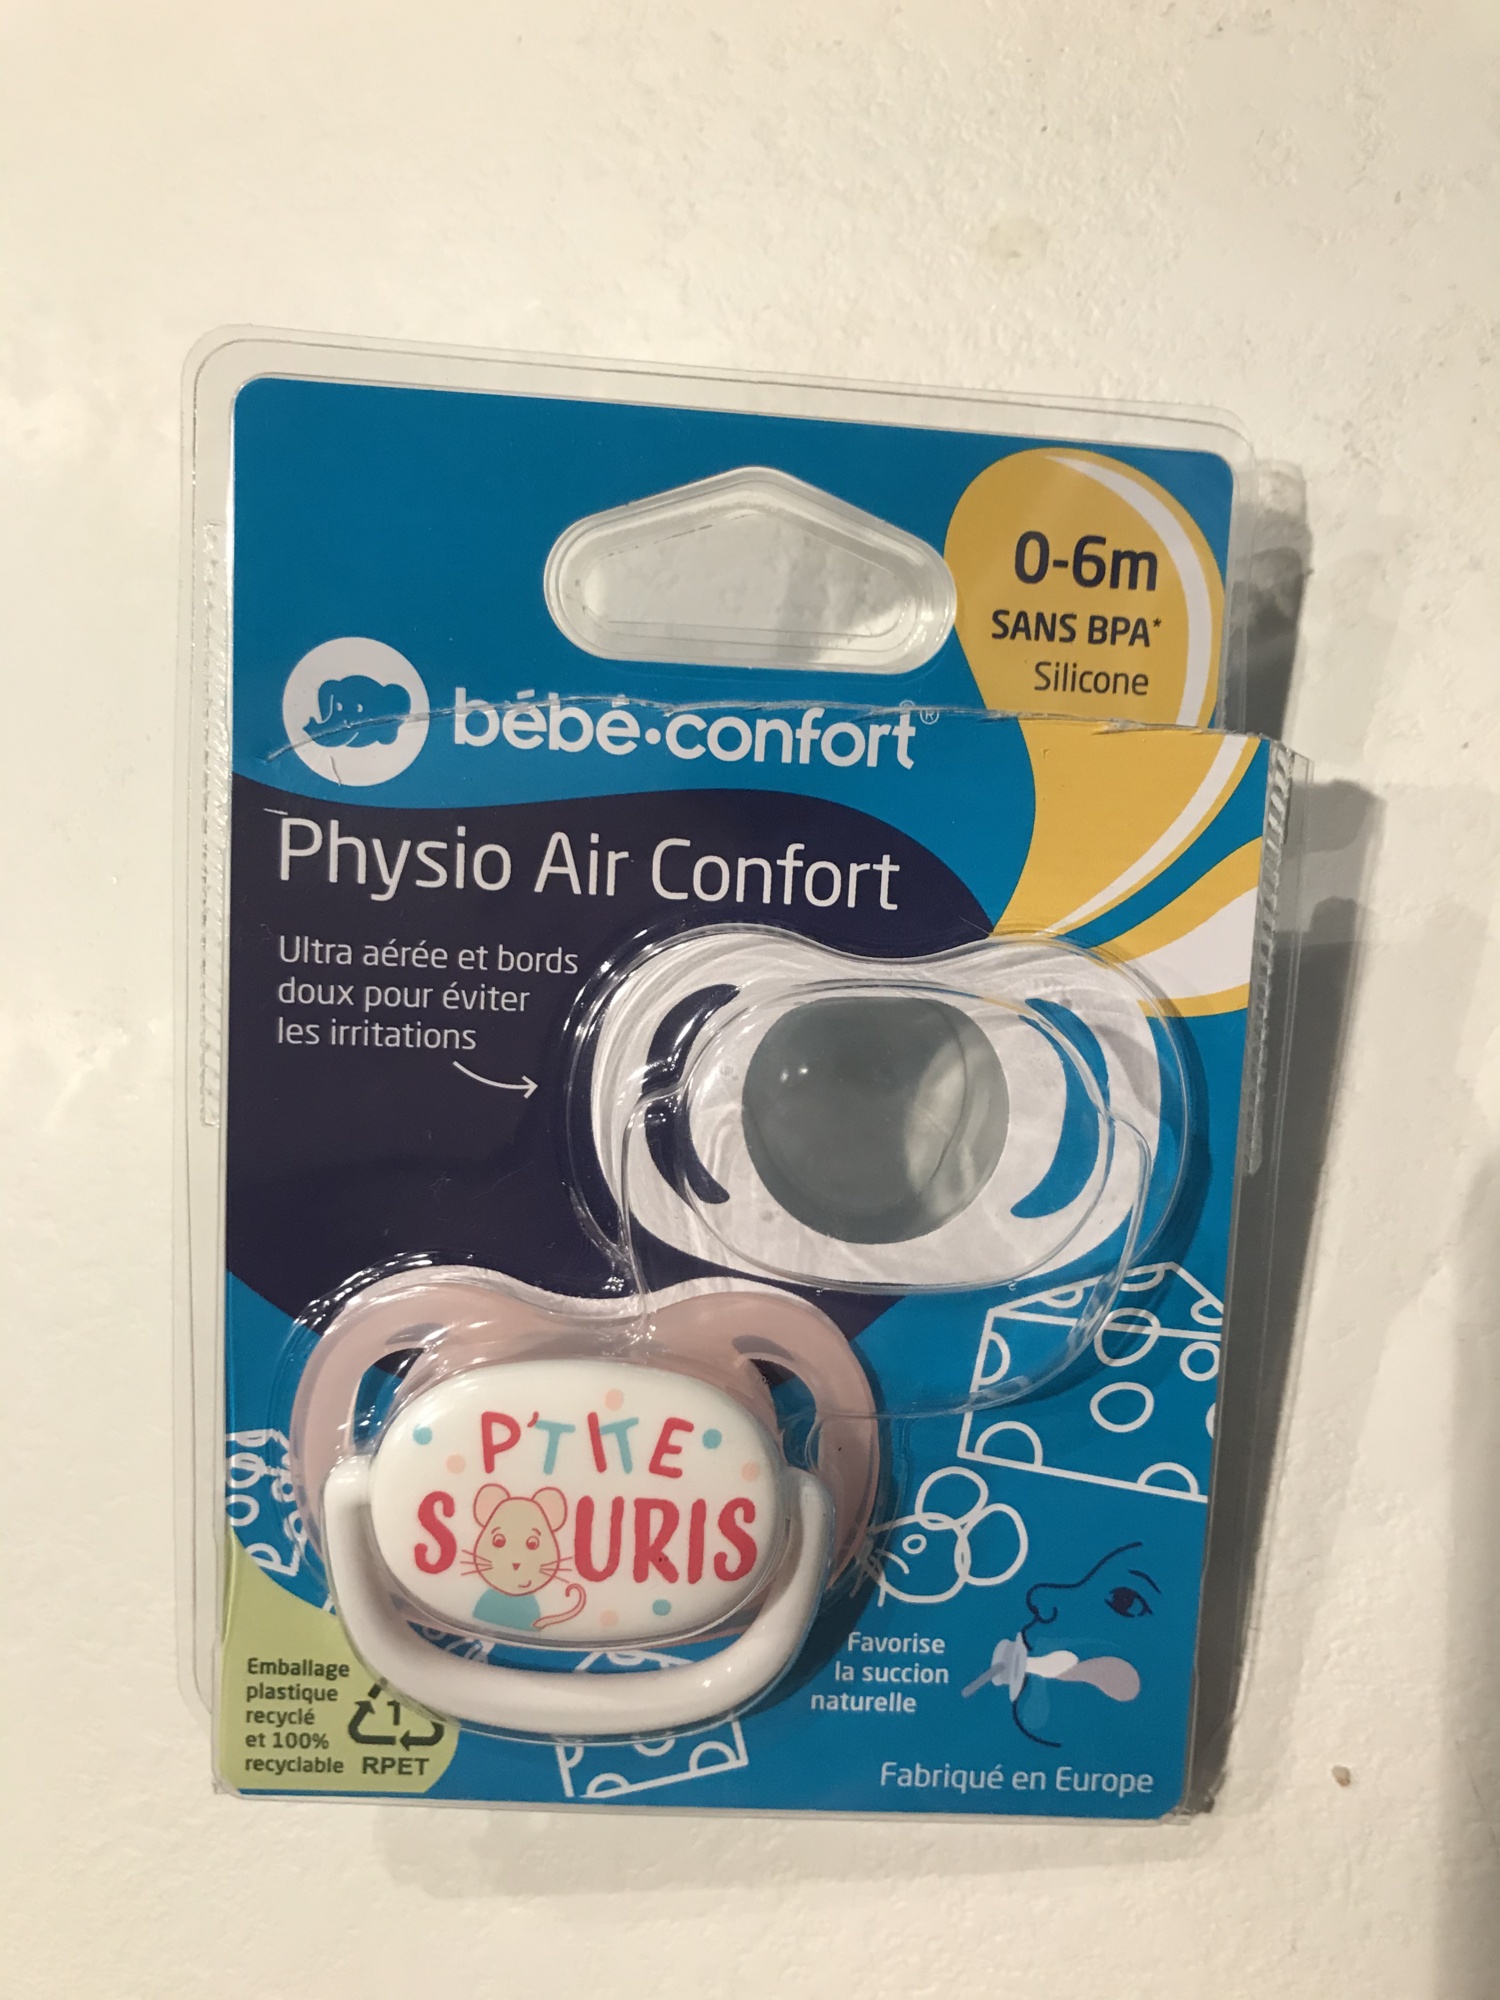 0-6m
SANS BPA*
Silicone
bébé•confort®
Physio Air Confort
Ultra aérée et bords
doux pour éviter
les irritations
P'TITE
SOURIS
Favorise
la succion
naturelle
Emballage
plastique
recyclé
et 100%
recyclable
1
RPET
Fabriqué en Europe